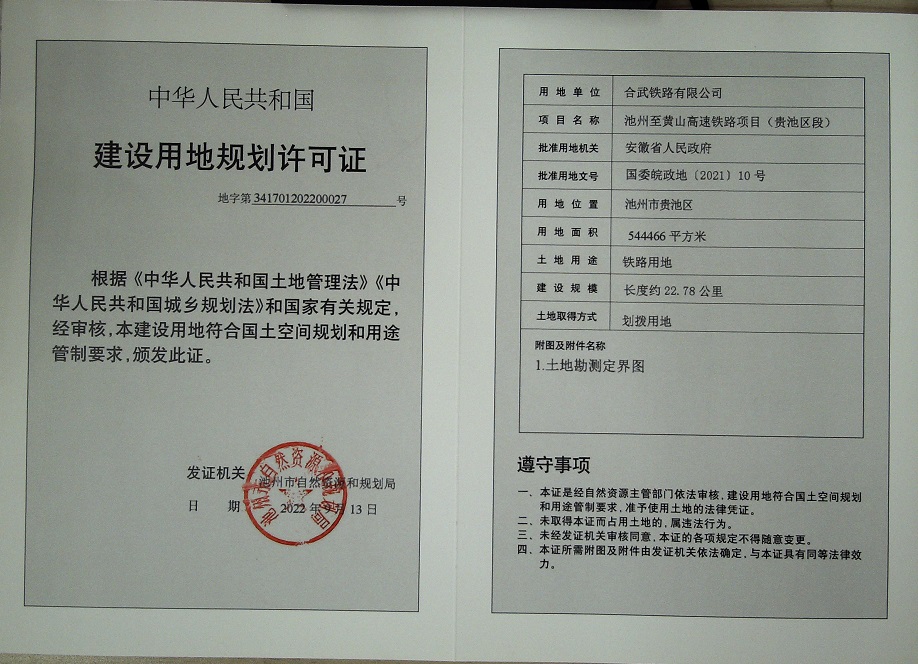 中华人民共和国
建设用地规划许可证
地字第 341701202200027 号
根据《中华人民共和国土地管理法》《中
华人民共和国城乡规划法》和国家有关规定，
经审核，本建设用地符合国土空间规划和用途
管制要求，颁发此证。
发证机关 池州市自然资源和规划局
日 期 2022年9月13日
用地单位 合武铁路有限公司
项目名称 池州至黄山高速铁路项目（贵池区段）
批准用地机关 安徽省人民政府
批准用地文号 国委皖政地〔2021〕10号
用地位置 池州市贵池区
用地面积 544466平方米
土地用途 铁路用地
建设规模 长度约22.78公里
土地取得方式 划拨用地
附图及附件名称
1.土地勘测定界图
遵守事项
一、本证是经自然资源主管部门依法审核，建设用地符合国土空间规划
和用途管制要求，准予使用土地的法律凭证。
二、未取得本证而占用土地的，属违法行为。
三、未经发证机关审核同意，本证的各项规定不得随意变更。
四、本证所需附图及附件由发证机关依法确定，与本证具有同等法律效
力。